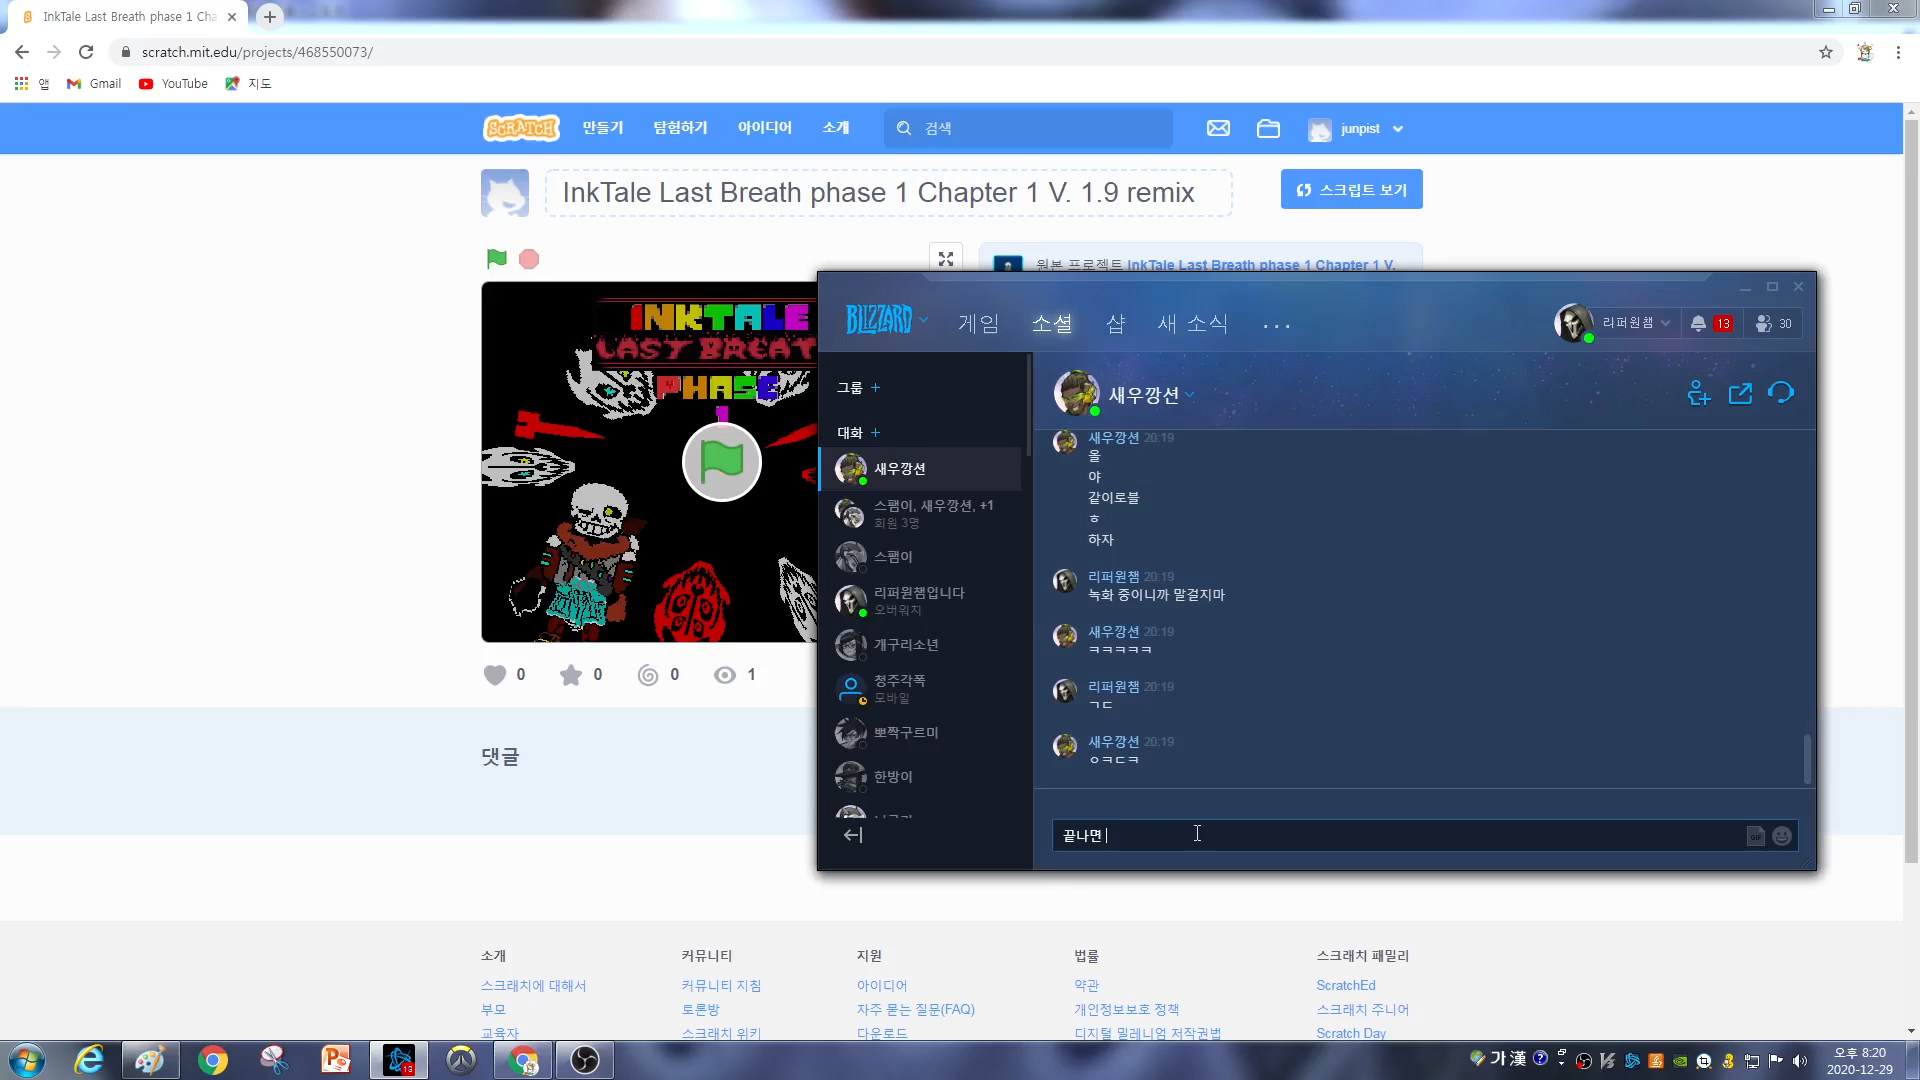 InkTale Last Breath phase 1 Cha
scratch.mit.edu/projects/468550073/
앱
Gmail
YouTube
지도
SCRATCH
만들기
탐험하기
아이디어
소개
검색
junpist
InkTale Last Breath phase 1 Chapter 1 V. 1.9 remix
스크립트 보기
원본 프로젝트 InkTale Last Breath phase 1 Chapter 1 V.
INKTALE
LAST BREAT
PHASE
1
0
0
0
1
댓글
BLIZZARD
게임
소셜
샵
새 소식
...
리퍼원챔
13
30
그룹 +
대화 +
새우깡션
스팸이, 새우깡션, +1
회원 3명
스팸이
리퍼원챔입니다
오버워치
개구리소년
청주각폭
모바일
뽀짝구르미
한방이
새우깡션
새우깡션 20:19
올
야
같이로블
ㅎ
하자
리퍼원챔 20:19
녹화 중이니까 말걸지마
새우깡션 20:19
ㅋㅋㅋㅋㅋ
리퍼원챔 20:19
ㄱㄷ
새우깡션 20:19
ㅇㅋㄷㅋ
끝나면
GIF
소개
커뮤니티
지원
법률
스크래치 패밀리
스크래치에 대해서
커뮤니티 지침
아이디어
약관
ScratchEd
부모
토론방
자주 묻는 질문(FAQ)
개인정보보호 정책
스크래치 주니어
교육자
스크래치 위키
다운로드
디지털 밀레니엄 저작권법
Scratch Day
13
가 漢
오후 8:20
2020-12-29